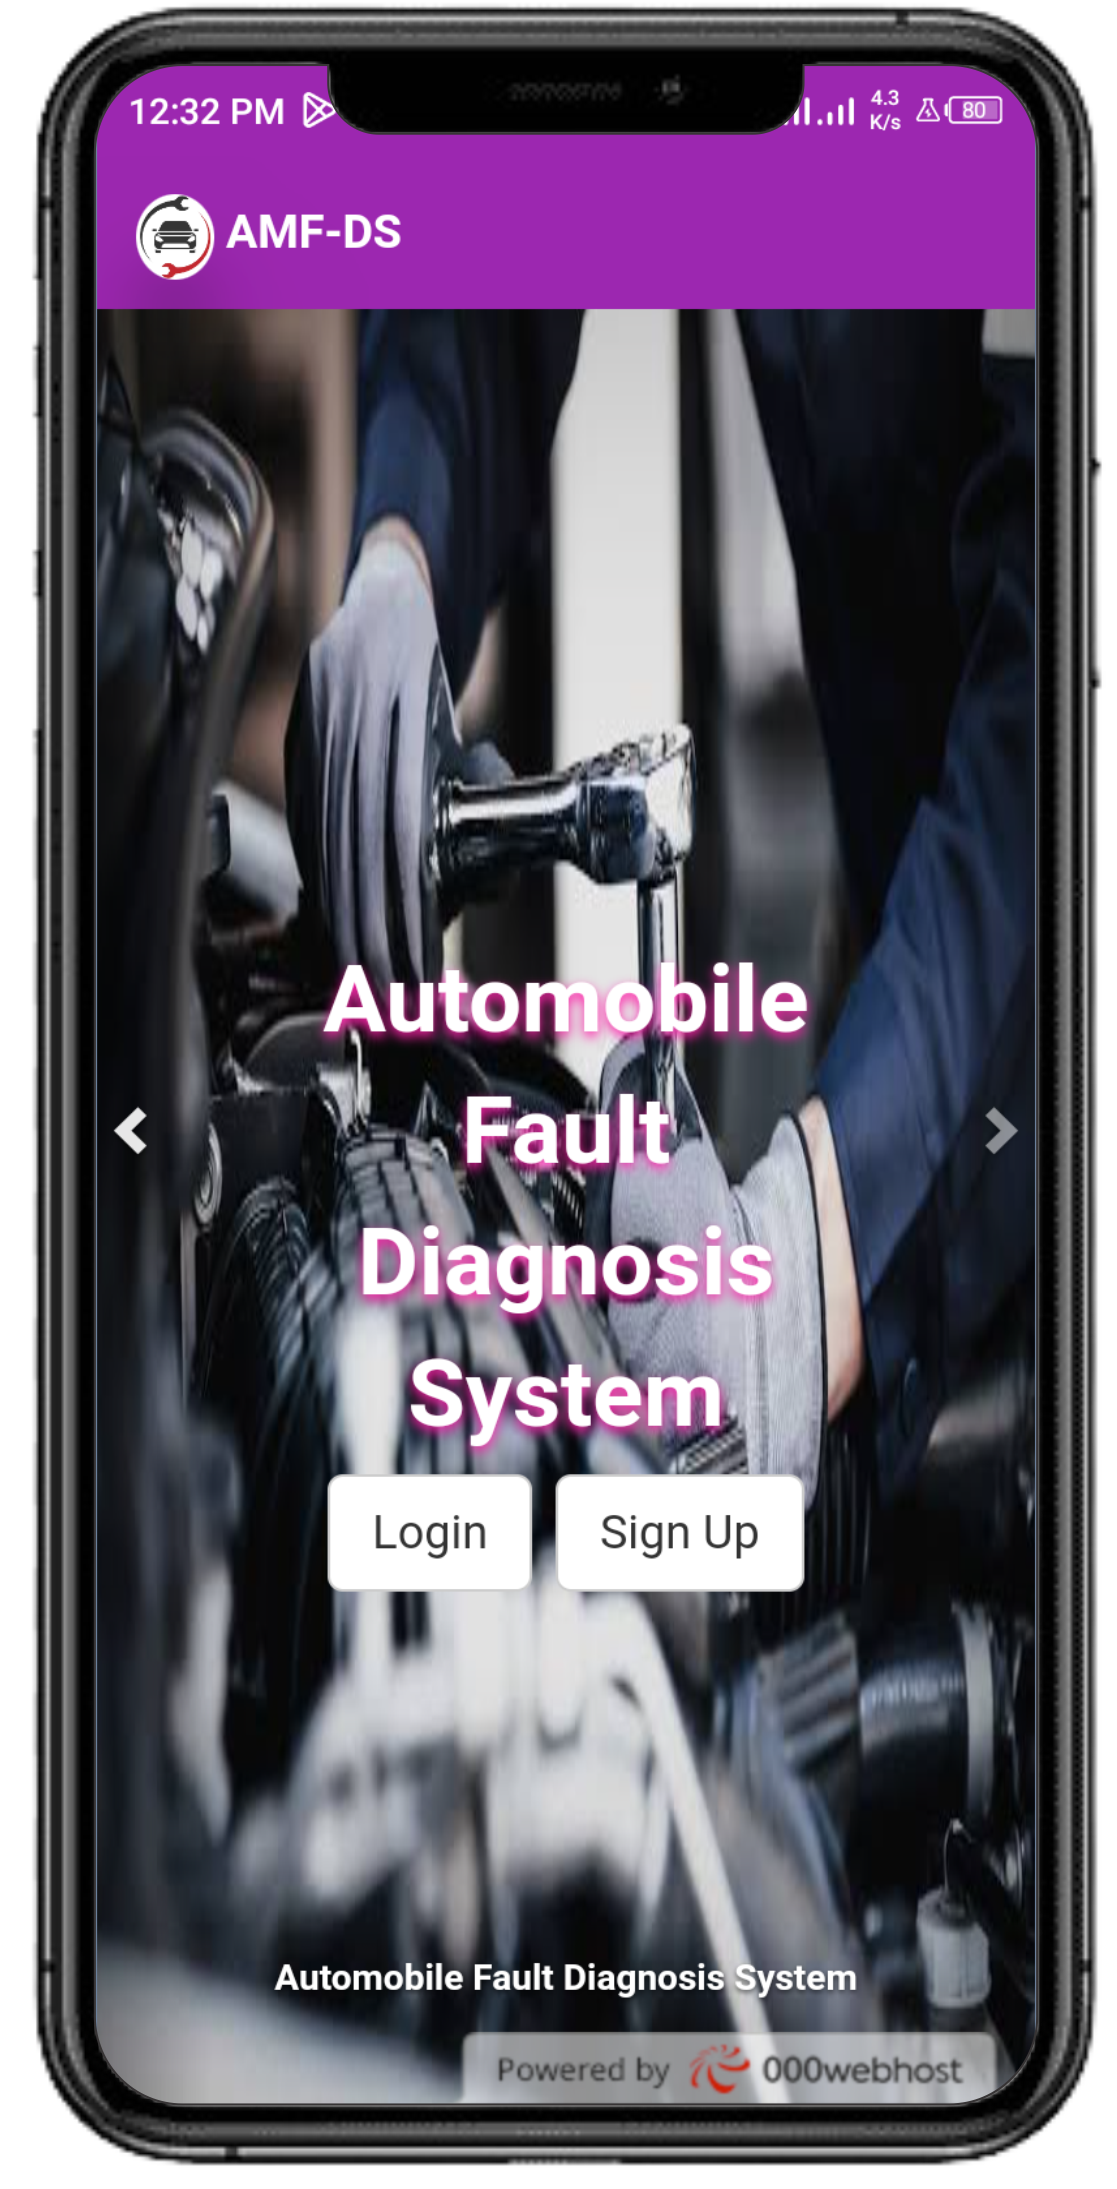 12:32 PM
4.3
K/s
80
AMF-DS
Automobile
Fault
Diagnosis
System
Login
Sign Up
Automobile Fault Diagnosis System
Powered by 000webhost